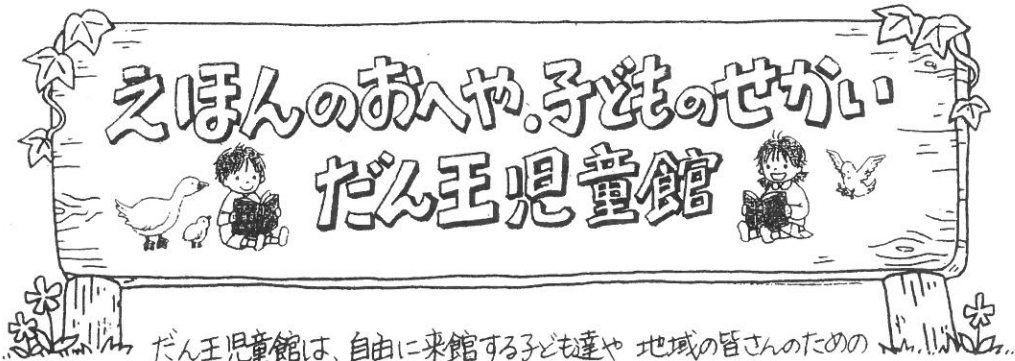 えほんのおへや.子どものせかい
だん王児童館
だん王児童館は、自由に来館する子ども達や 地域の皆さんのための